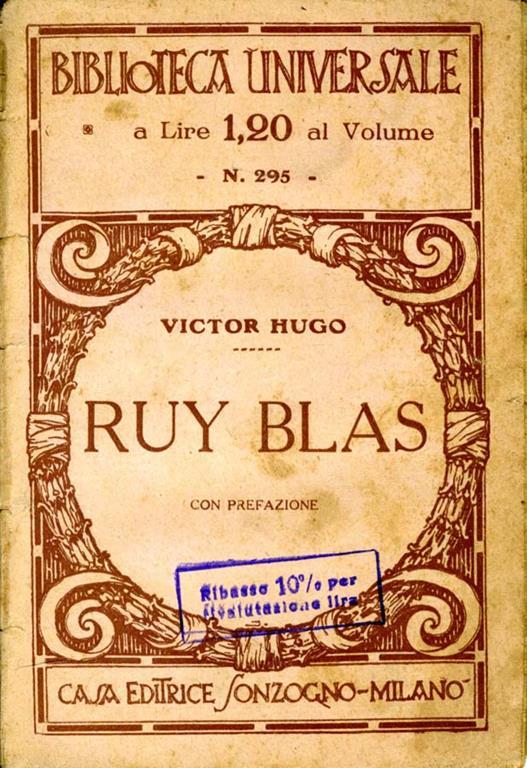 BIBLIOTECA UNIVERSALE
a Lire 1,20 al Volume
- N. 295 -
VICTOR HUGO
RUY BLAS
CON PREFAZIONE
Ribasso 10% per
rivalutazione lira
CASA EDITRICE SONZOGNO-MILANO